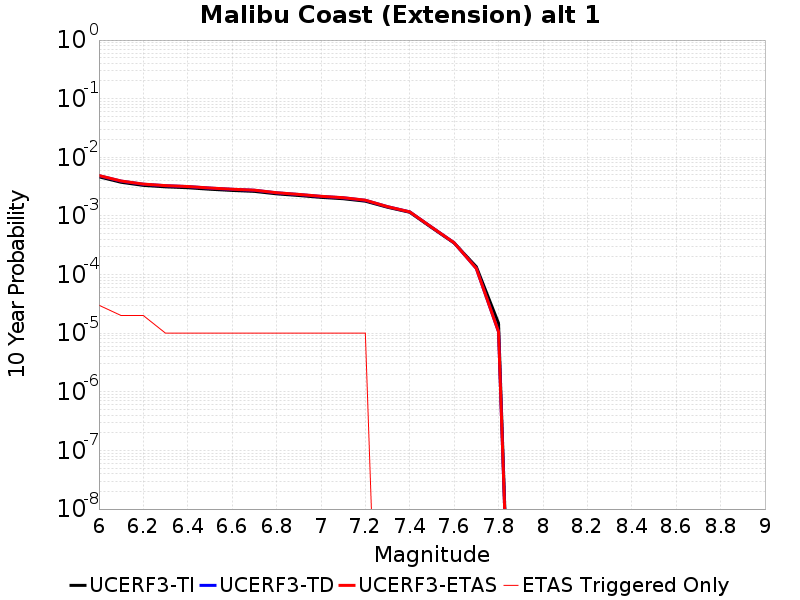 Malibu Coast (Extension) alt 1
10^0
10^-1
10^-2
10^-3
10^-4
10^-5
10^-6
10^-7
10^-8
10 Year Probability
6 6.2 6.4 6.6 6.8 7 7.2 7.4 7.6 7.8 8 8.2 8.4 8.6 8.8 9
Magnitude
UCERF3-TI UCERF3-TD UCERF3-ETAS ETAS Triggered Only